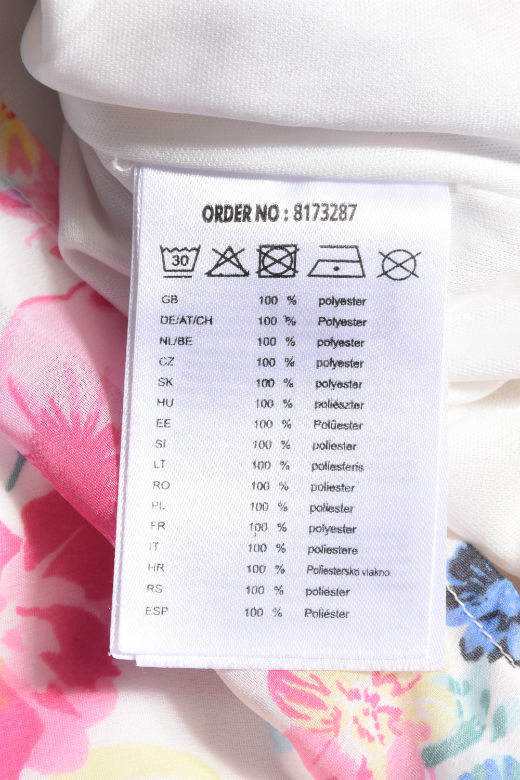 ORDER NO : 8173287
30
GB 100 % polyester
DE/AT/CH 100 % Polyester
NL/BE 100 % polyester
CZ 100 % polyester
SK 100 % polyester
HU 100 % poliészter
EE 100 % Polüester
SI 100 % poliester
LT 100 % poliesteris
RO 100 % poliester
PL 100 % poliester
FR 100 % polyester
IT 100 % poliestere
HR 100 % Poliestersko vlakno
RS 100 % poliester
ESP 100 % Poliéster